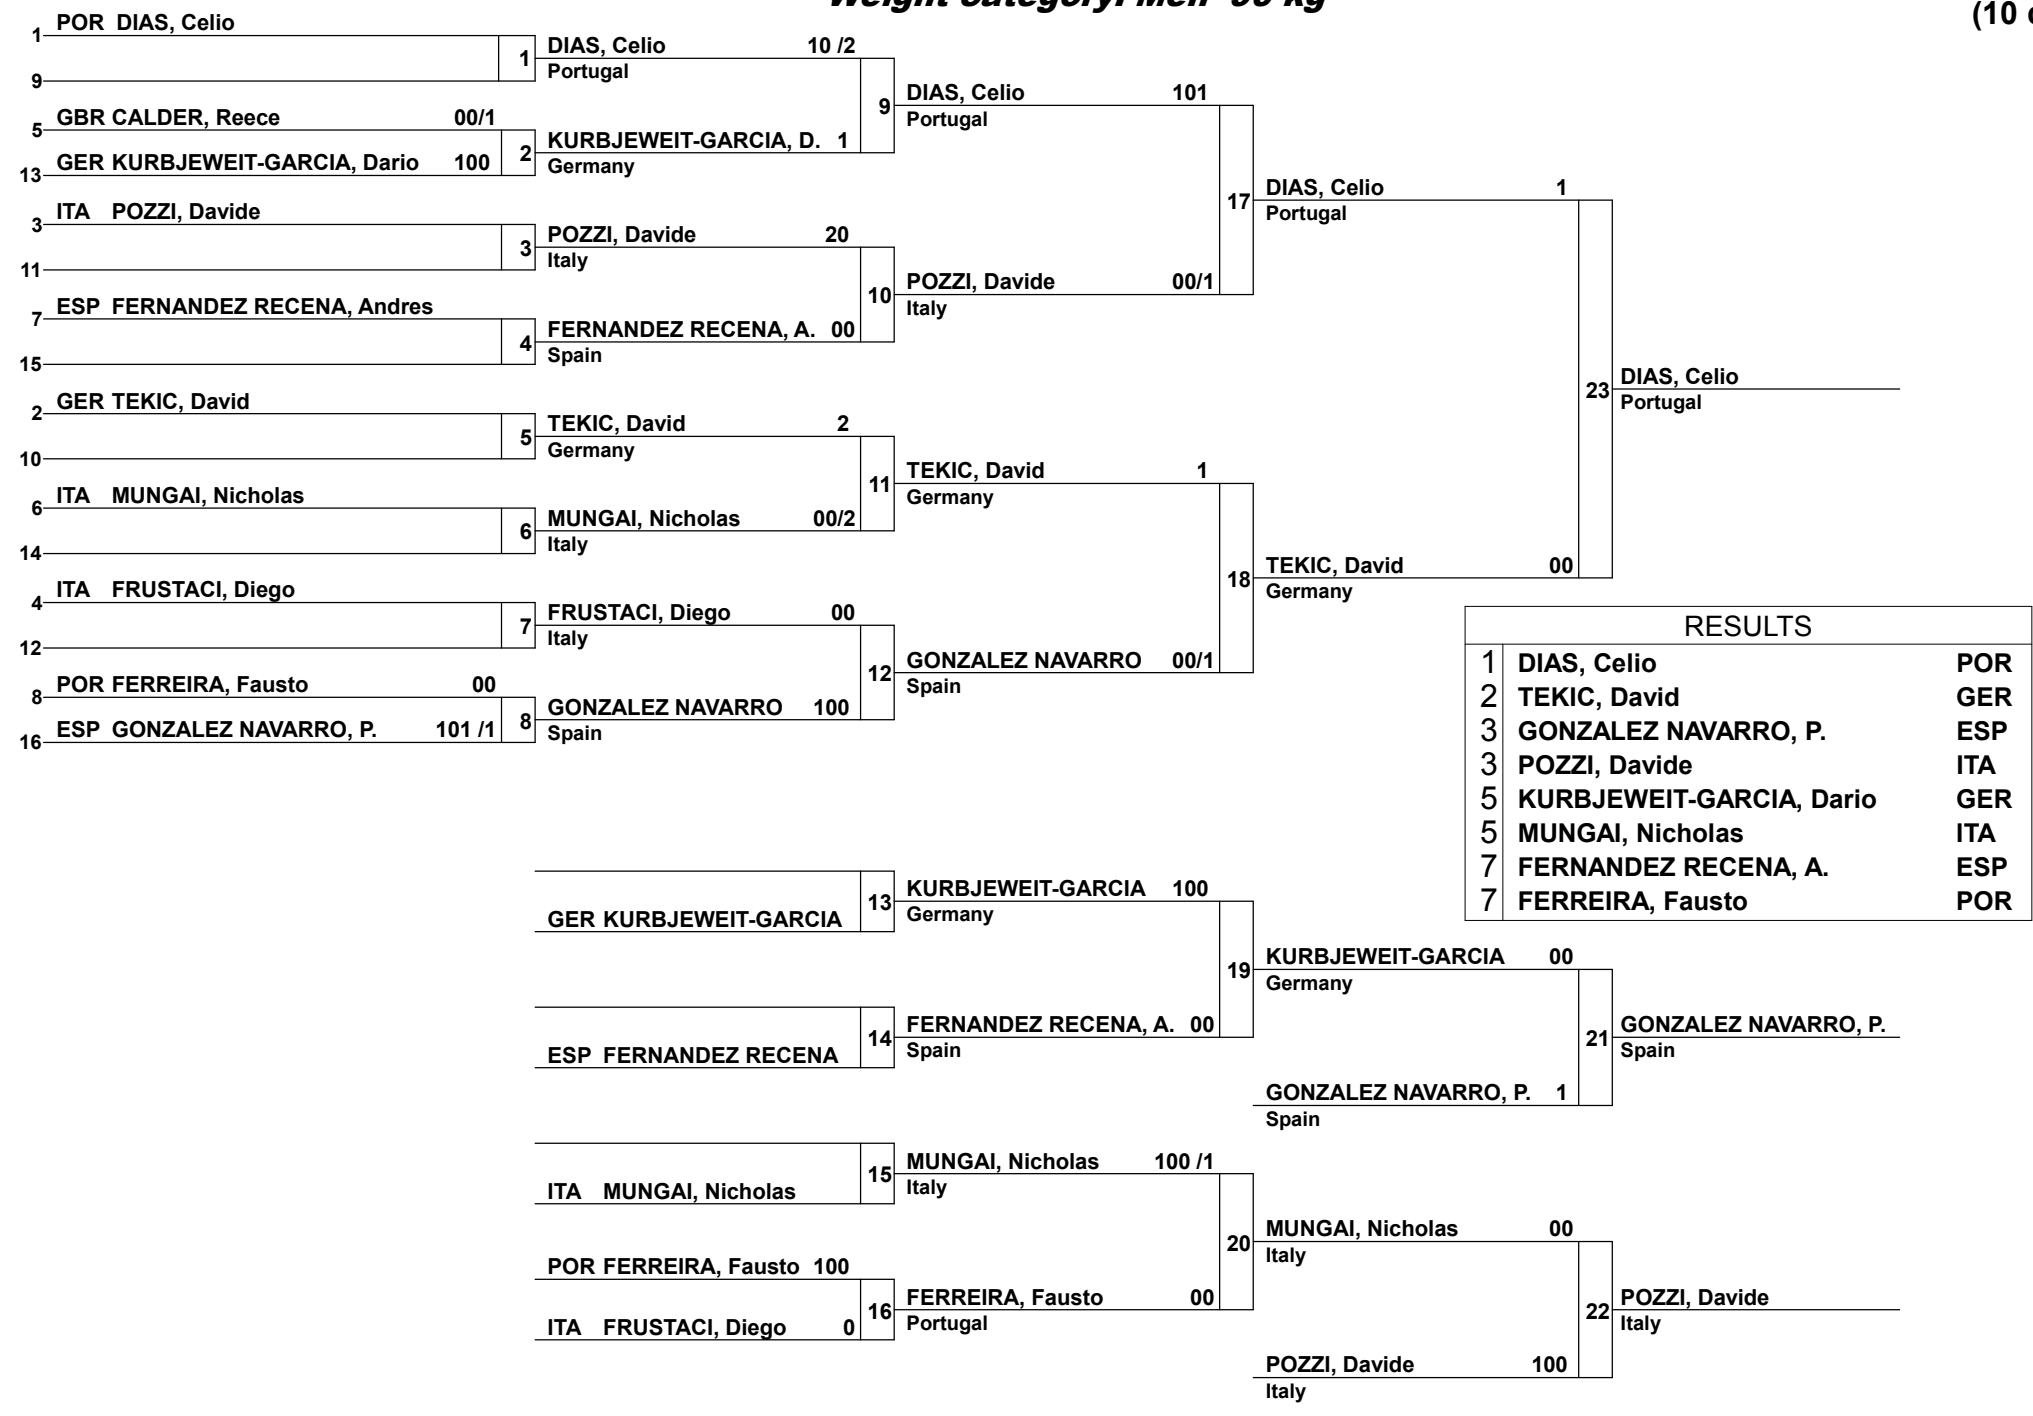 Weight category: Men -90 kg
(10
1 POR DIAS, Celio
9
1
5 GBR CALDER, Reece 00/1
13 GER KURBJEWEIT-GARCIA, Dario 100
2
3 ITA POZZI, Davide
11
3
7 ESP FERNANDEZ RECENA, Andres
15
4
2 GER TEKIC, David
10
5
6 ITA MUNGAI, Nicholas
14
6
4 ITA FRUSTACI, Diego
12
7
8 POR FERREIRA, Fausto 00
16 ESP GONZALEZ NAVARRO, P. 101 /1
8
DIAS, Celio 10 /2
Portugal
KURBJEWEIT-GARCIA, D. 1
Germany
9
POZZI, Davide 20
Italy
FERNANDEZ RECENA, A. 00
Spain
10
TEKIC, David 2
Germany
MUNGAI, Nicholas 00/2
Italy
11
FRUSTACI, Diego 00
Italy
GONZALEZ NAVARRO 100
Spain
12
DIAS, Celio 101
Portugal
POZZI, Davide 00/1
Italy
17
TEKIC, David 1
Germany
GONZALEZ NAVARRO 00/1
Spain
18
DIAS, Celio 1
Portugal
TEKIC, David 00
Germany
23
DIAS, Celio
Portugal
RESULTS
1 DIAS, Celio POR
2 TEKIC, David GER
3 GONZALEZ NAVARRO, P. ESP
3 POZZI, Davide ITA
5 KURBJEWEIT-GARCIA, Dario GER
5 MUNGAI, Nicholas ITA
7 FERNANDEZ RECENA, A. ESP
7 FERREIRA, Fausto POR
GER KURBJEWEIT-GARCIA
13
ESP FERNANDEZ RECENA
14
ITA MUNGAI, Nicholas
15
POR FERREIRA, Fausto 100
ITA FRUSTACI, Diego 0
16
KURBJEWEIT-GARCIA 100
Germany
FERNANDEZ RECENA, A. 00
Spain
19
MUNGAI, Nicholas 100 /1
Italy
FERREIRA, Fausto 00
Portugal
20
KURBJEWEIT-GARCIA 00
Germany
GONZALEZ NAVARRO, P. 1
Spain
21
GONZALEZ NAVARRO, P.
Spain
MUNGAI, Nicholas 00
Italy
POZZI, Davide 100
Italy
22
POZZI, Davide
Italy